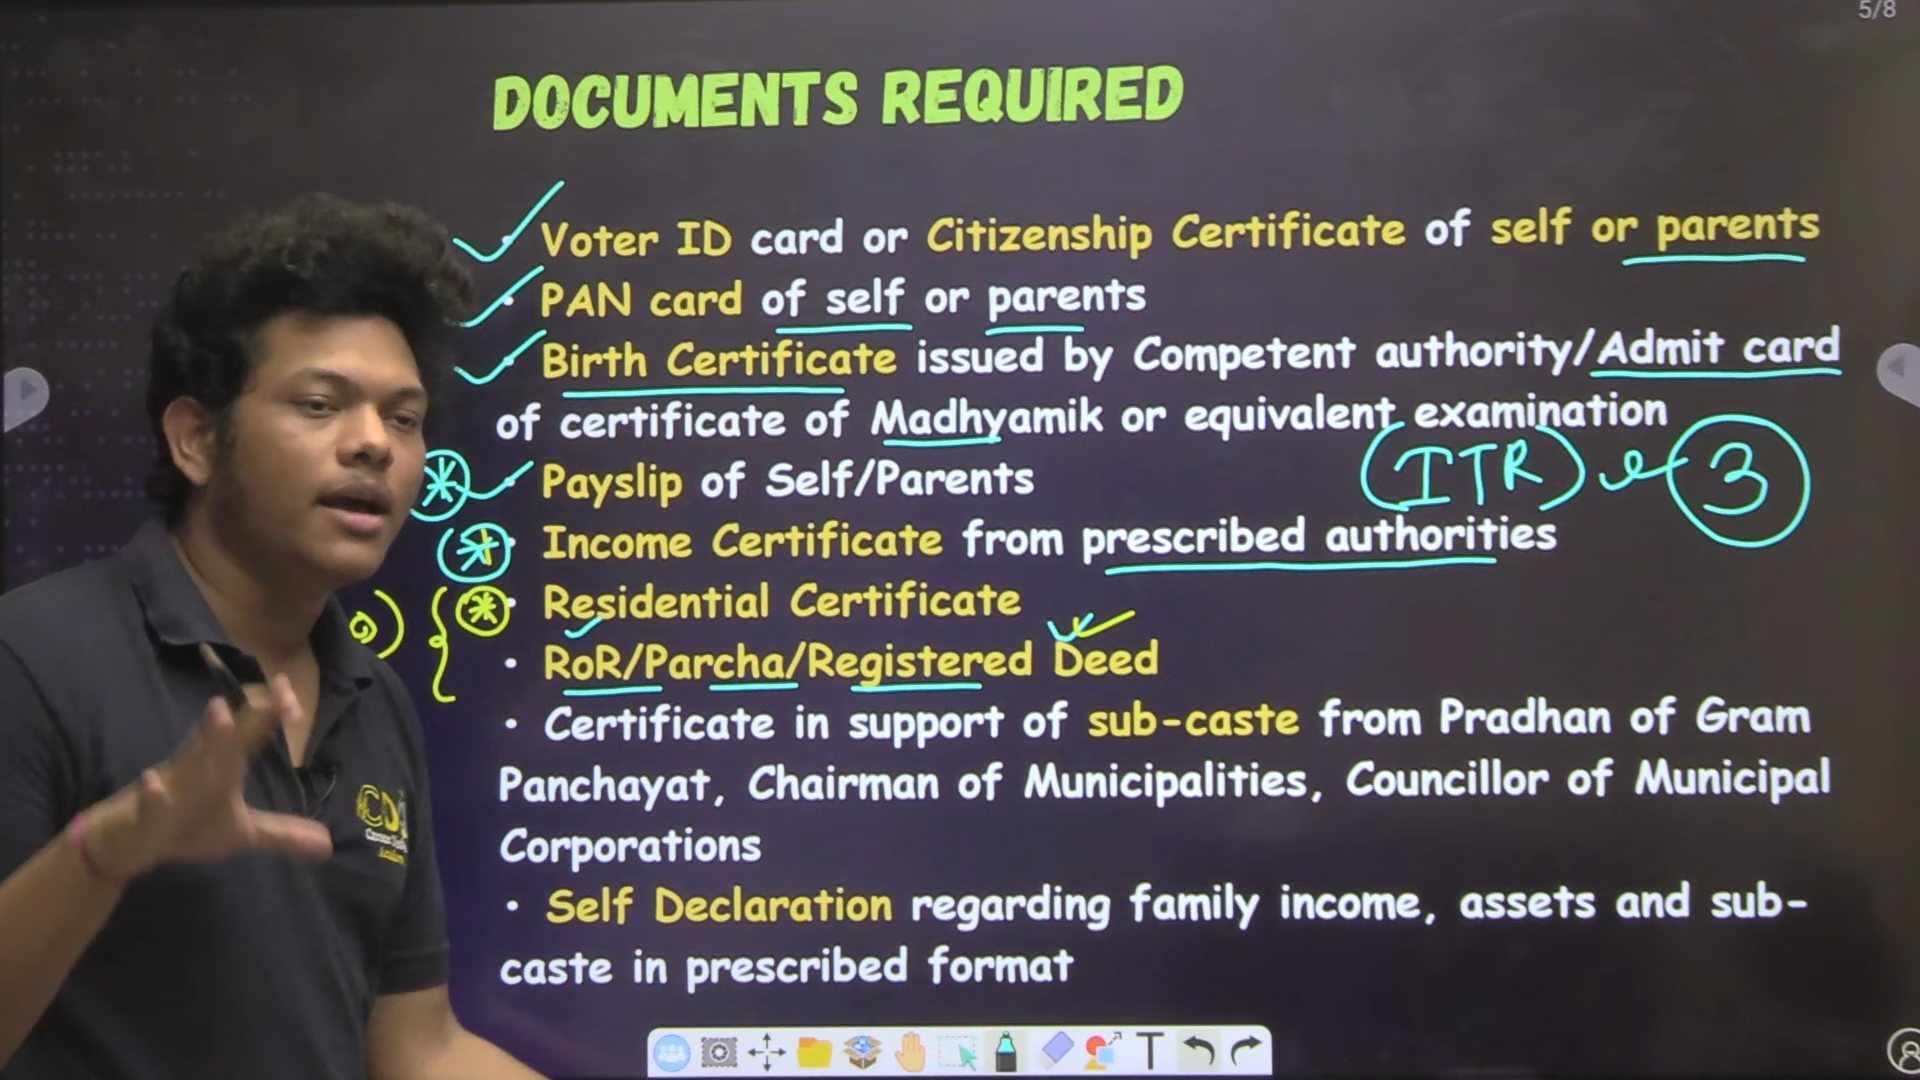 5/8
DOCUMENTS REQUIRED
• Voter ID card or Citizenship Certificate of self or parents
• PAN card of self or parents
• Birth Certificate issued by Competent authority/Admit card
of certificate of Madhyamik or equivalent examination
(ITR) 3
• Payslip of Self/Parents
• Income Certificate from prescribed authorities
• Residential Certificate
• RoR/Parcha/Registered Deed
• Certificate in support of sub-caste from Pradhan of Gram
Panchayat, Chairman of Municipalities, Councillor of Municipal
Corporations
• Self Declaration regarding family income, assets and sub-
caste in prescribed format
T